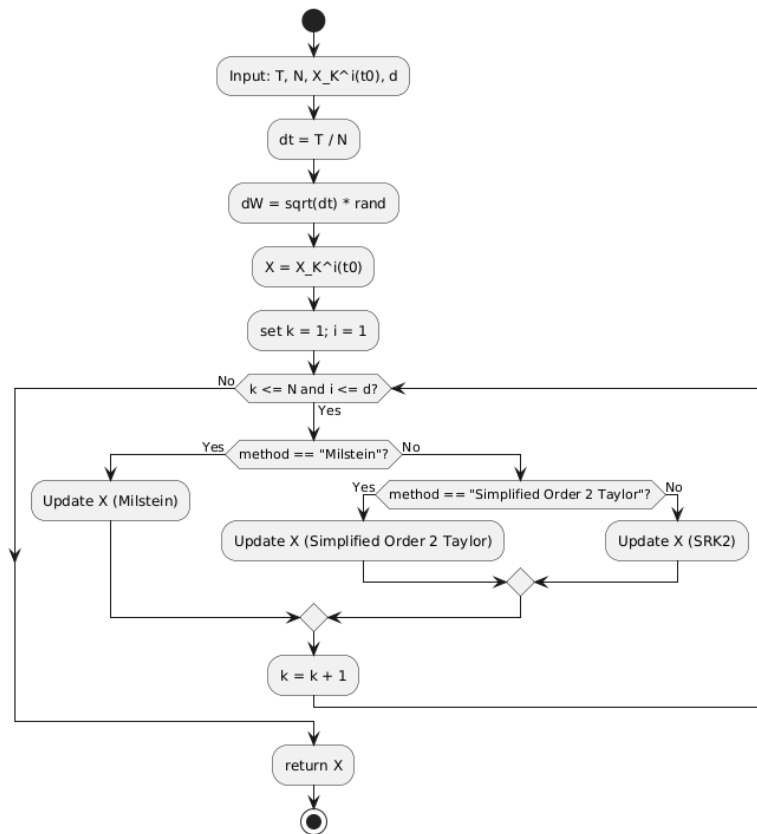 Input: T, N, X_K^i(t0), d
dt = T / N
dW = sqrt(dt) * rand
X = X_K^i(t0)
set k = 1; i = 1
k <= N and i <= d?
No
Yes
method == "Milstein"?
Yes
No
Update X (Milstein)
method == "Simplified Order 2 Taylor"?
Yes
No
Update X (Simplified Order 2 Taylor)
Update X (SRK2)
k = k + 1
return X